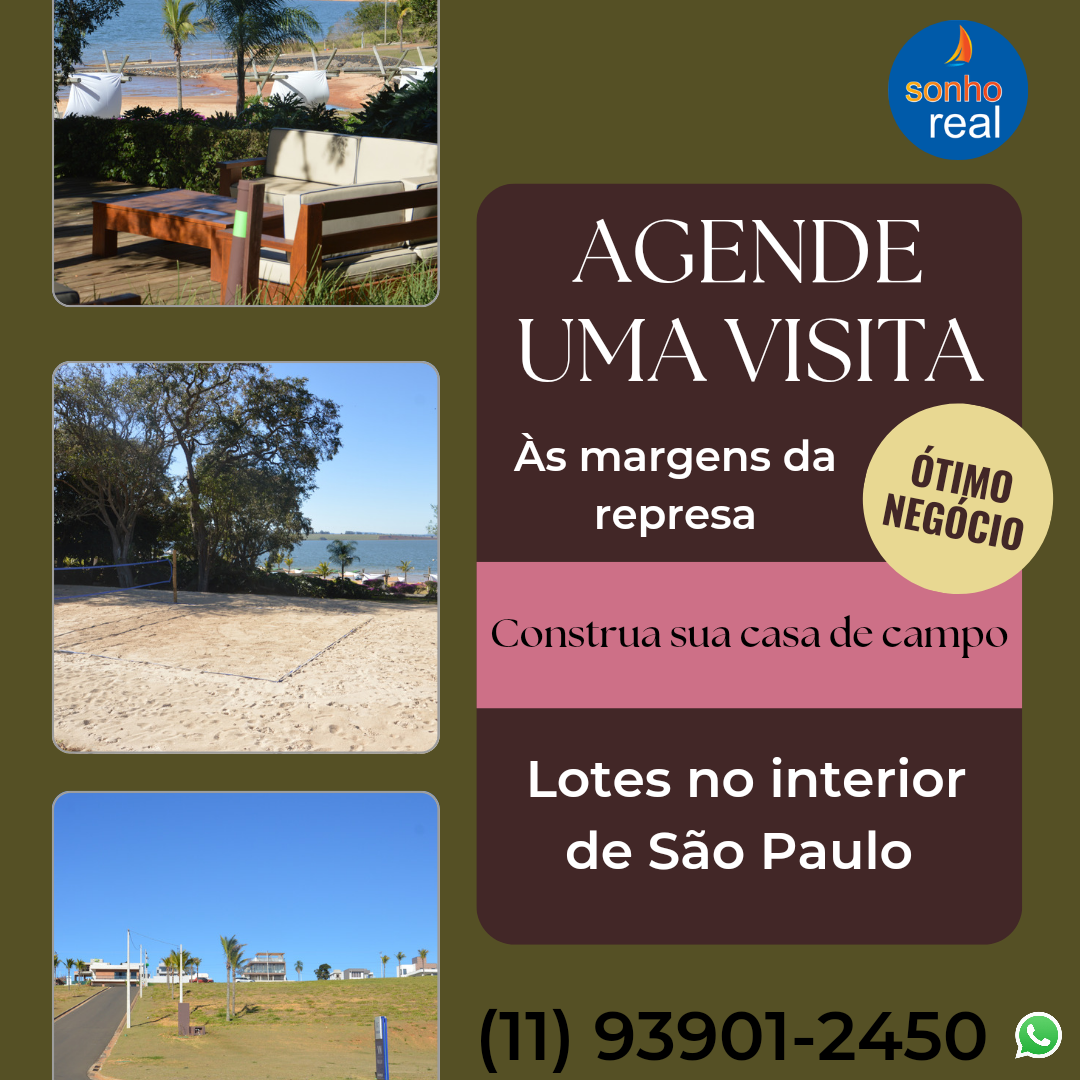 sonho
real
AGENDE
UMA VISITA
Às margens da
represa
ÓTIMO
NEGÓCIO
Construa sua casa de campo
Lotes no interior
de São Paulo
(11) 93901-2450